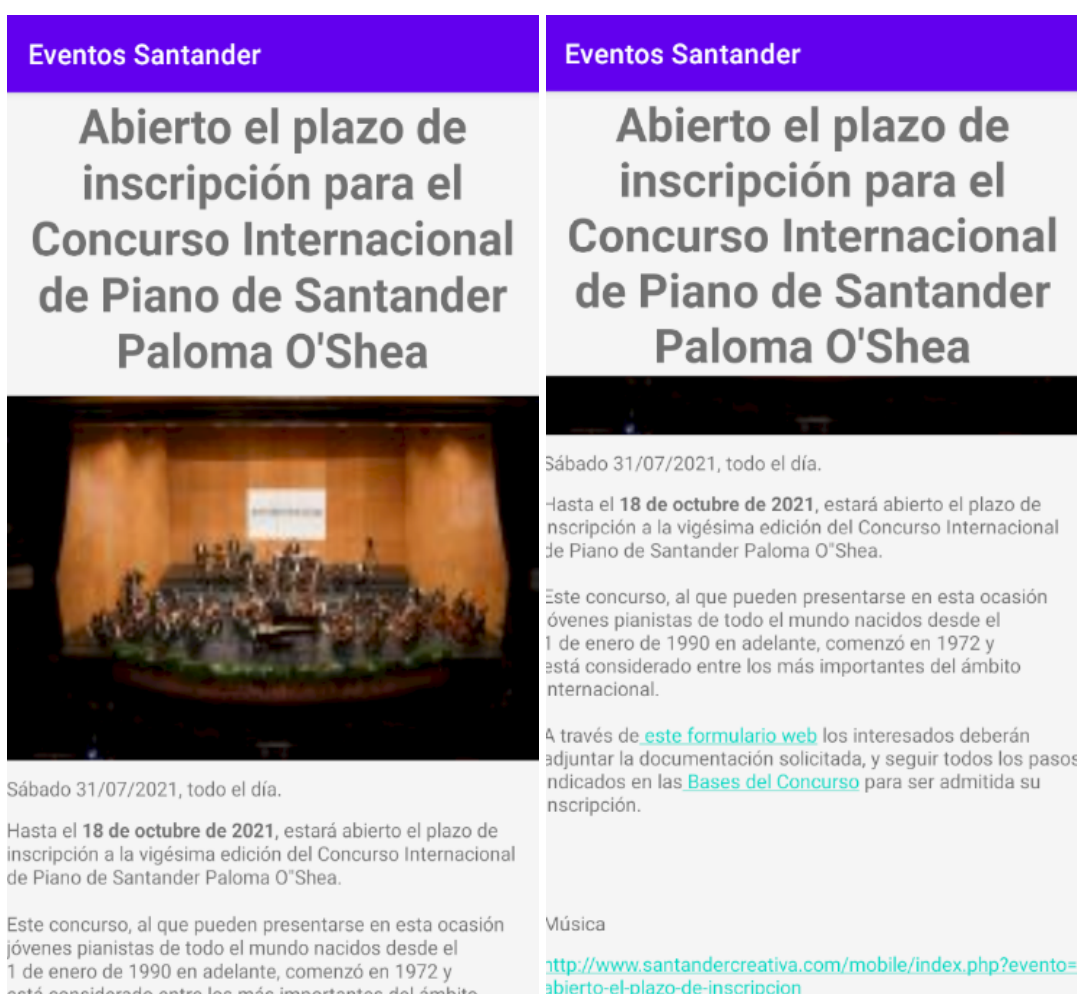 Eventos Santander
Abierto el plazo de
inscripción para el
Concurso Internacional
de Piano de Santander
Paloma O'Shea
Sábado 31/07/2021, todo el día.
Hasta el 18 de octubre de 2021, estará abierto el plazo de
inscripción a la vigésima edición del Concurso Internacional
de Piano de Santander Paloma O"Shea.
Este concurso, al que pueden presentarse en esta ocasión
jóvenes pianistas de todo el mundo nacidos desde el
1 de enero de 1990 en adelante, comenzó en 1972 y
está considerado entre los más importantes del ámbito
Eventos Santander
Abierto el plazo de
inscripción para el
Concurso Internacional
de Piano de Santander
Paloma O'Shea
Sábado 31/07/2021, todo el día.
Hasta el 18 de octubre de 2021, estará abierto el plazo de
inscripción a la vigésima edición del Concurso Internacional
de Piano de Santander Paloma O"Shea.
Este concurso, al que pueden presentarse en esta ocasión
jóvenes pianistas de todo el mundo nacidos desde el
1 de enero de 1990 en adelante, comenzó en 1972 y
está considerado entre los más importantes del ámbito
internacional.
A través de este formulario web los interesados deberán
adjuntar la documentación solicitada, y seguir todos los pasos
indicados en las Bases del Concurso para ser admitida su
inscripción.
Música
http://www.santandercreativa.com/mobile/index.php?evento=
abierto-el-plazo-de-inscripcion